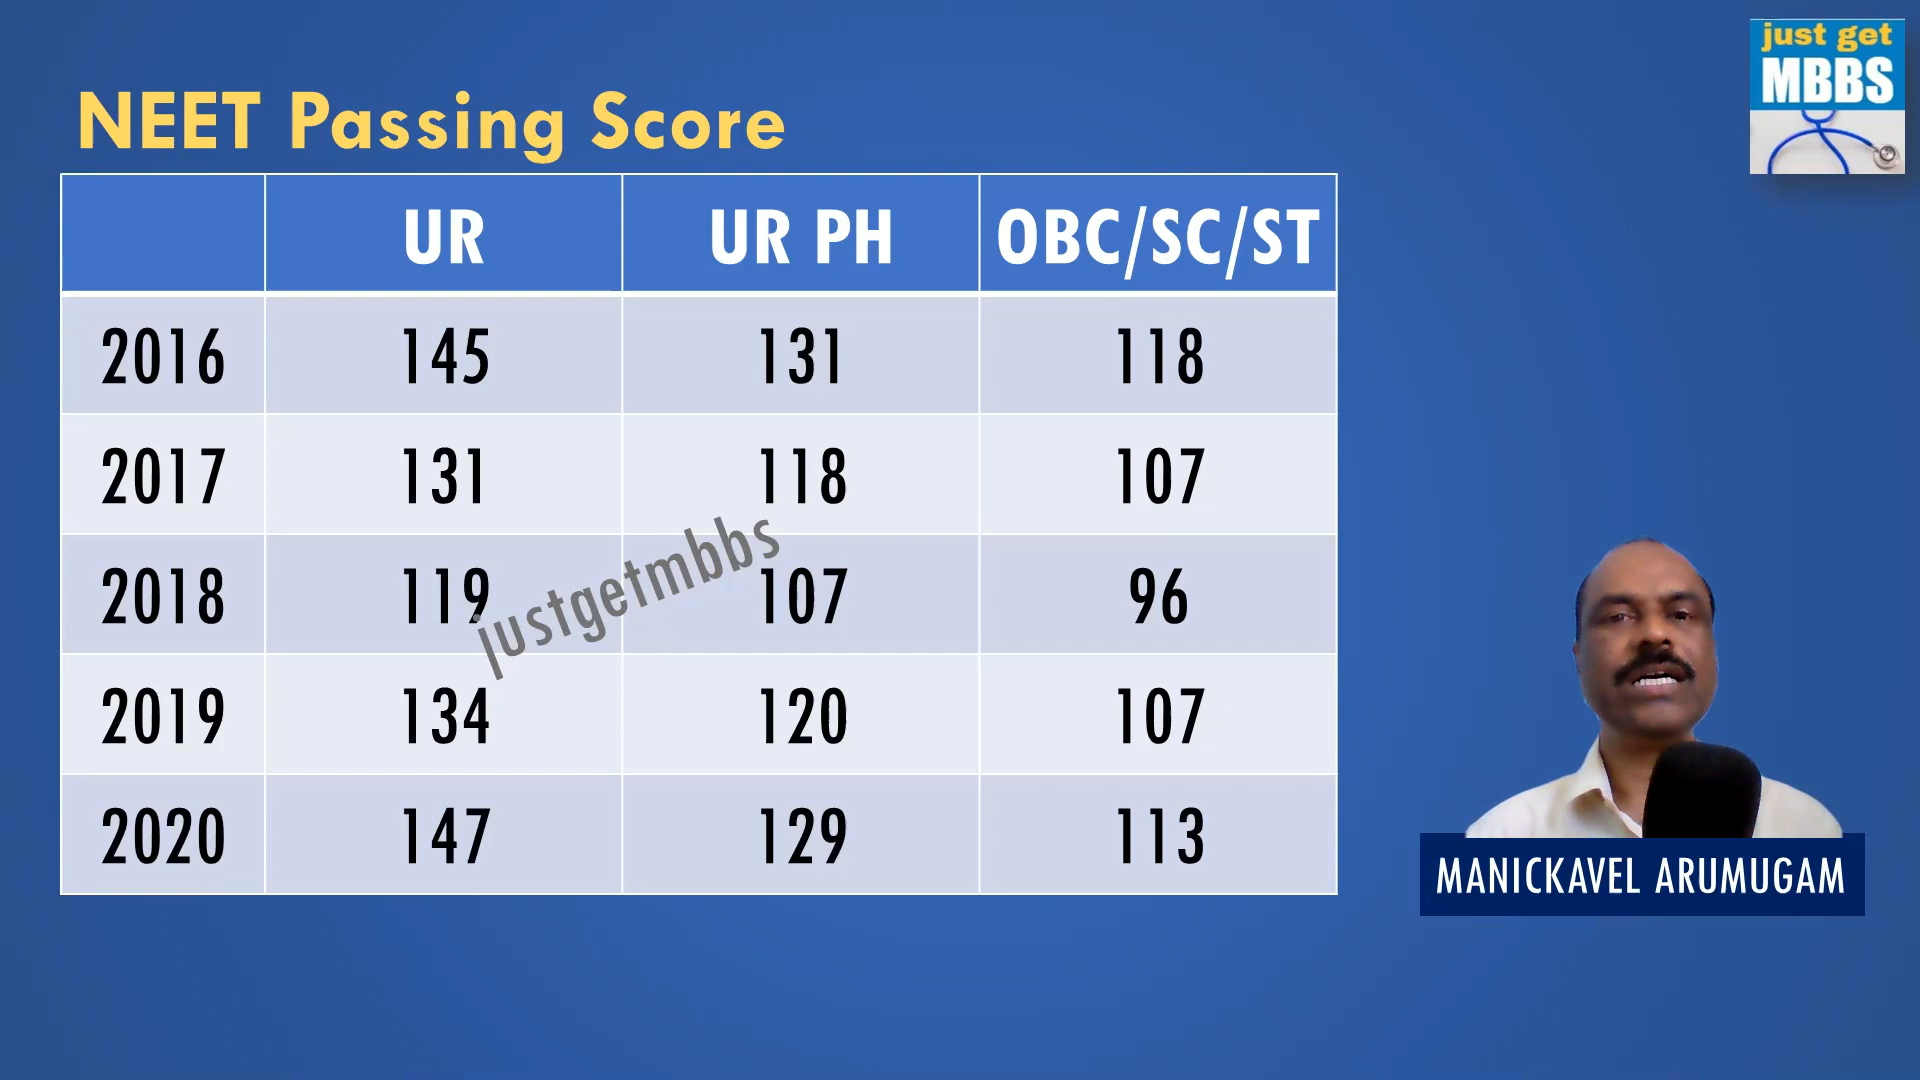 just get
MBBS
NEET Passing Score
UR UR PH OBC/SC/ST
2016 145 131 118
2017 131 118 107
2018 119 107 96
2019 134 120 107
2020 147 129 113
justgetmbbs
MANICKAVEL ARUMUGAM